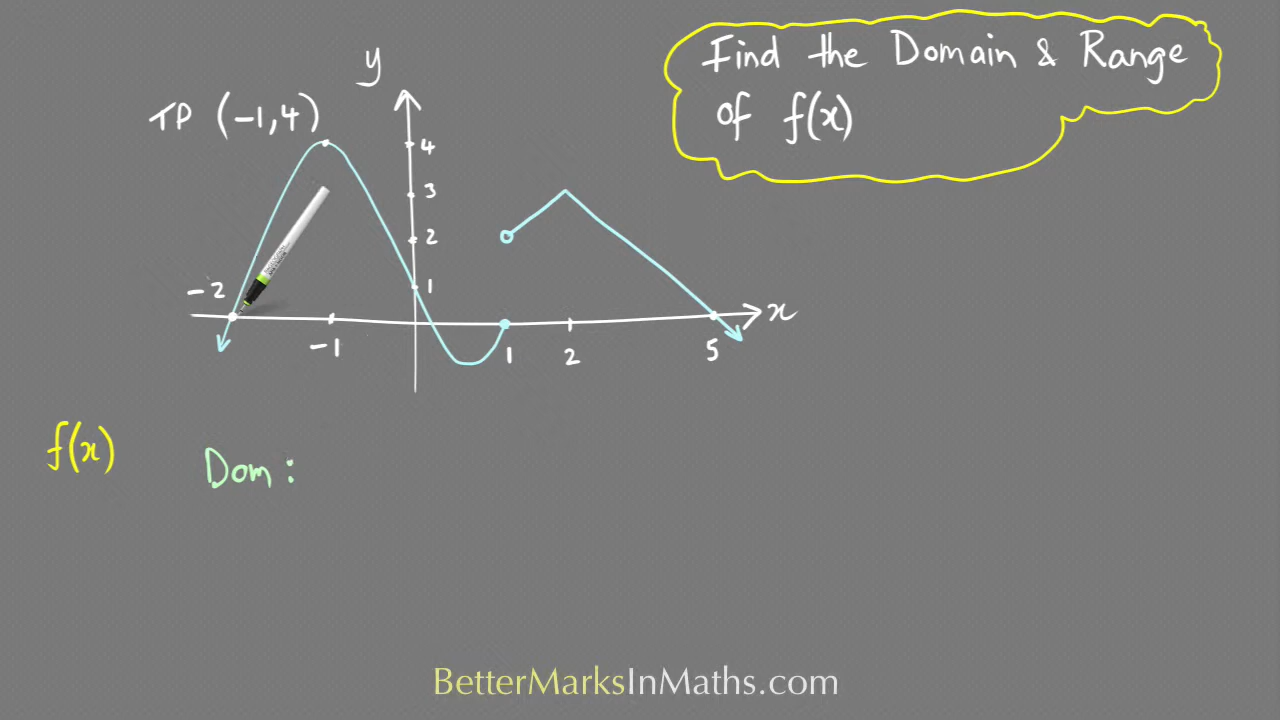 Find the Domain & Range
of f(x)
y
TP (-1,4)
4
3
2
1
-2
x
-1
1
2
5
f(x)
Dom:
BetterMarksInMaths.com